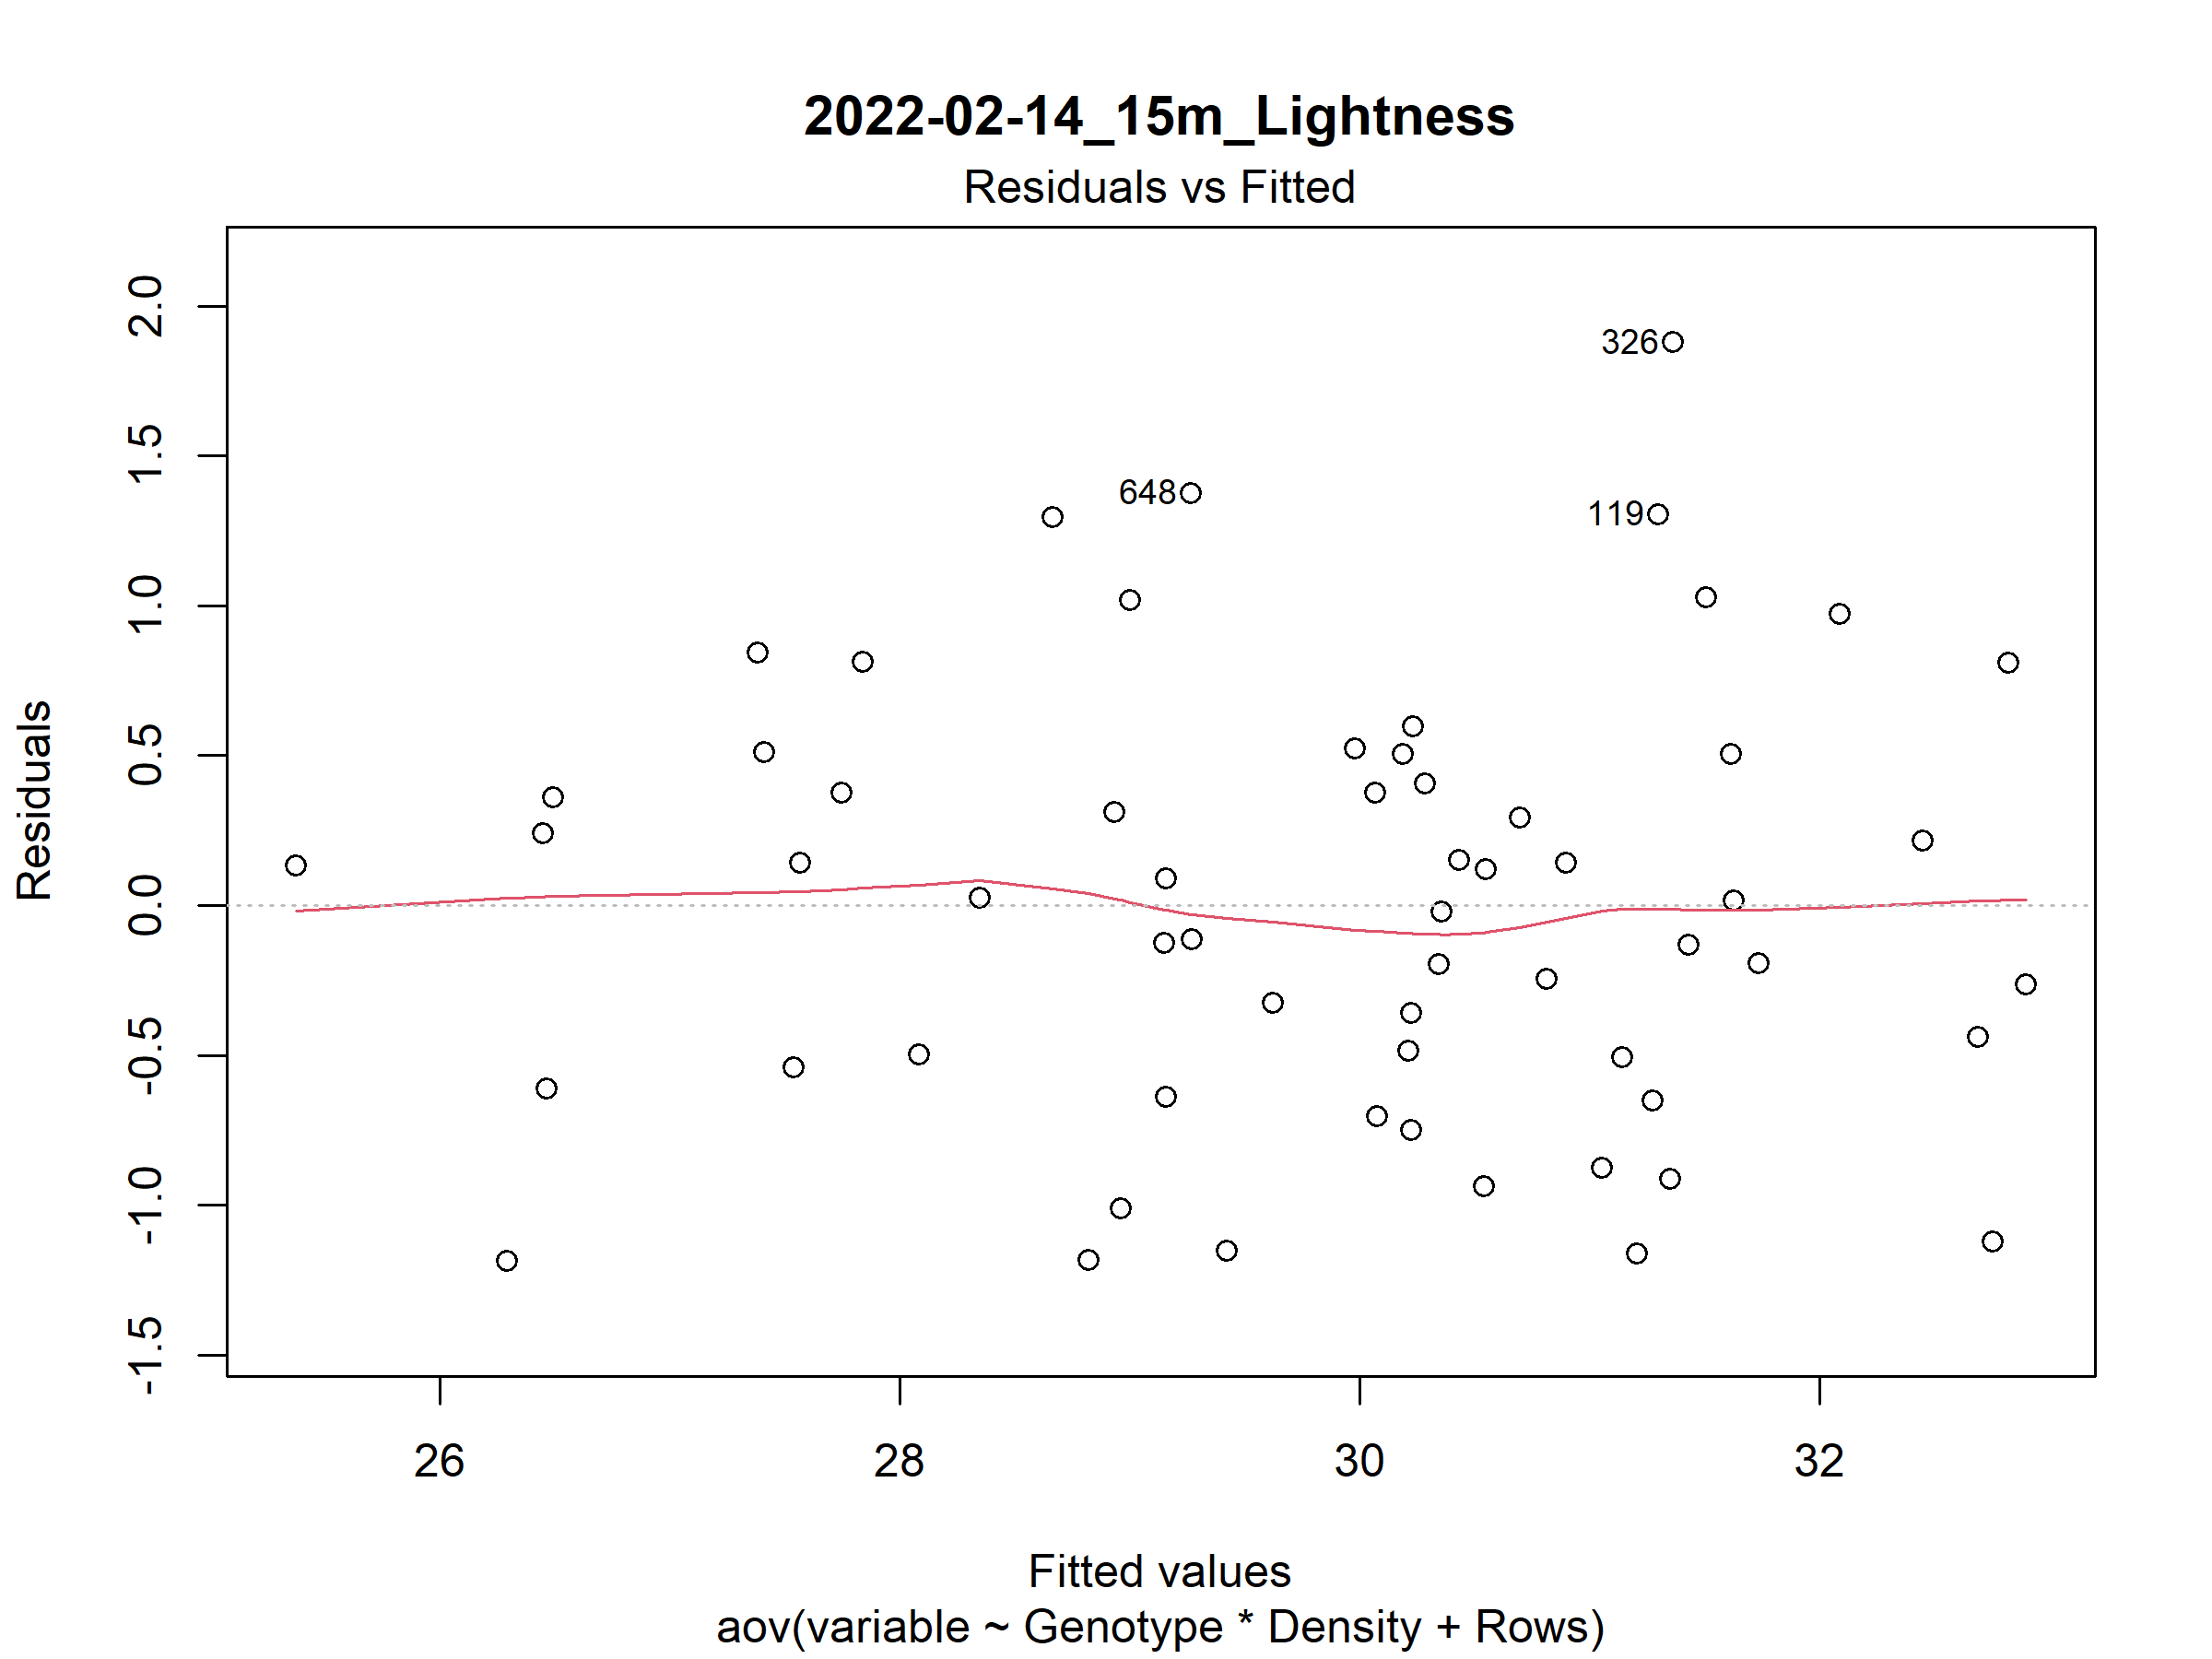 2022-02-14_15m_Lightness
Residuals vs Fitted
Residuals
2.0
1.5
1.0
0.5
0.0
-0.5
-1.0
-1.5
326
648
119
26 28 30 32
Fitted values
aov(variable ~ Genotype * Density + Rows)